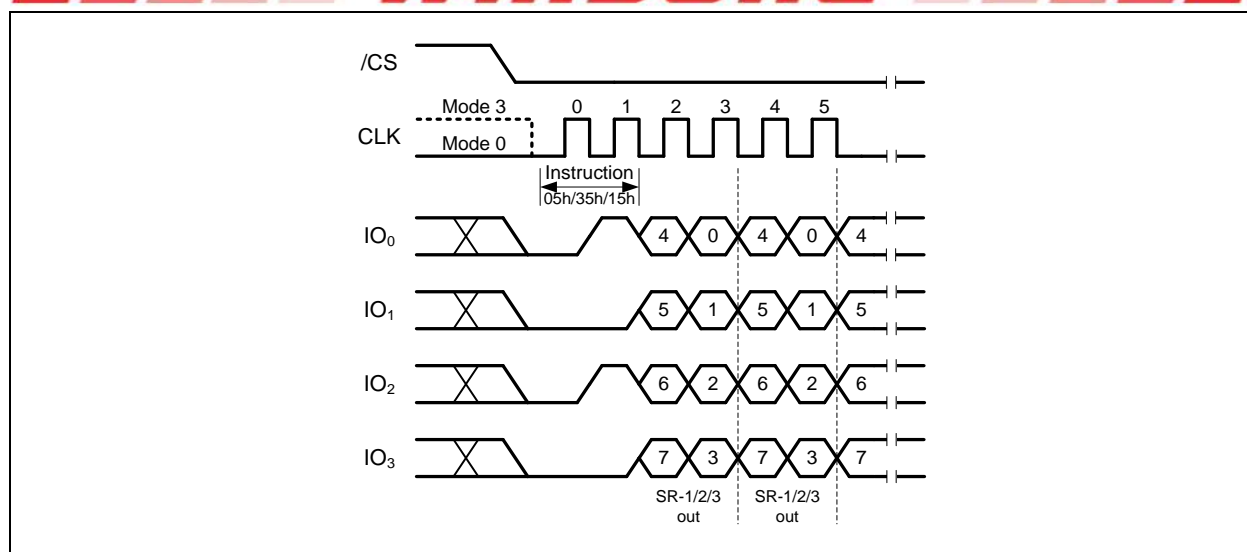 /CS
Mode 3 0 1 2 3 4 5
CLK
Mode 0
Instruction
05h/35h/15h
IO₀ 4 0 4 0 4
IO₁ 5 1 5 1 5
IO₂ 6 2 6 2 6
IO₃ 7 3 7 3 7
SR-1/2/3 SR-1/2/3
out out